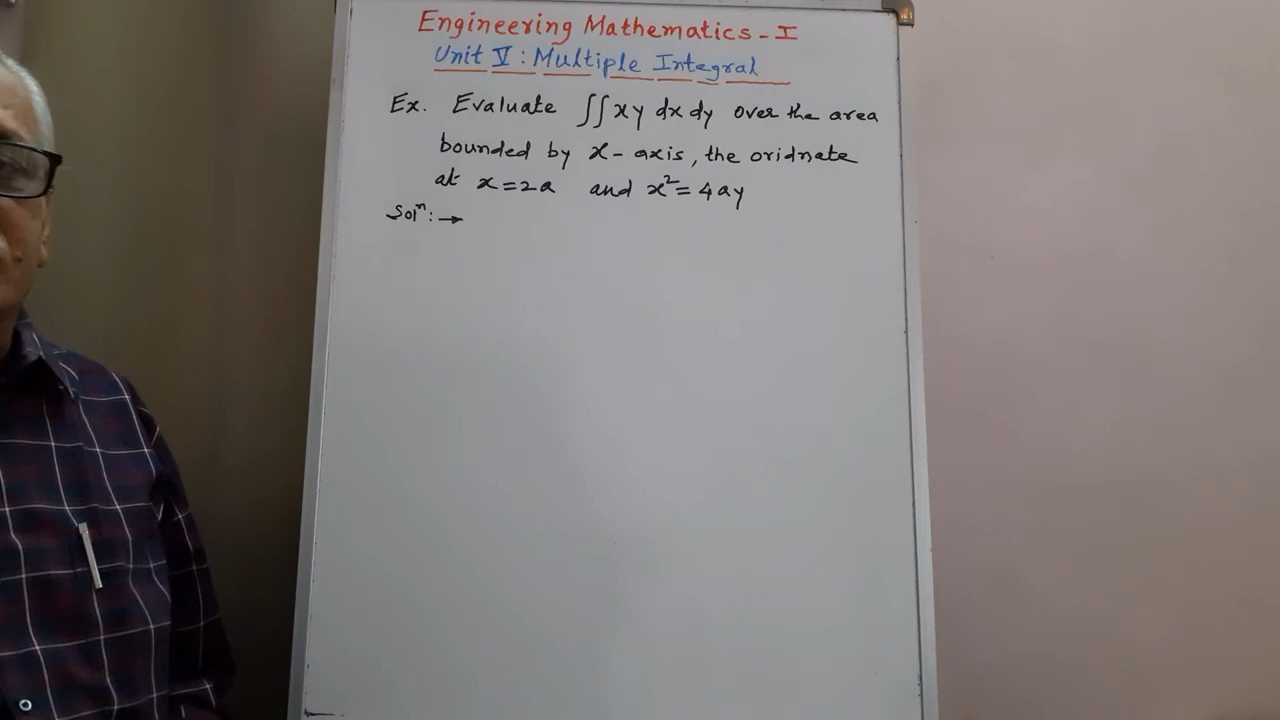 Engineering Mathematics - I
Unit V : Multiple Integral
Ex. Evaluate ∬ xy dx dy over the area
bounded by x - axis, the oridnate
at x = 2a and x² = 4ay
Solⁿ: →